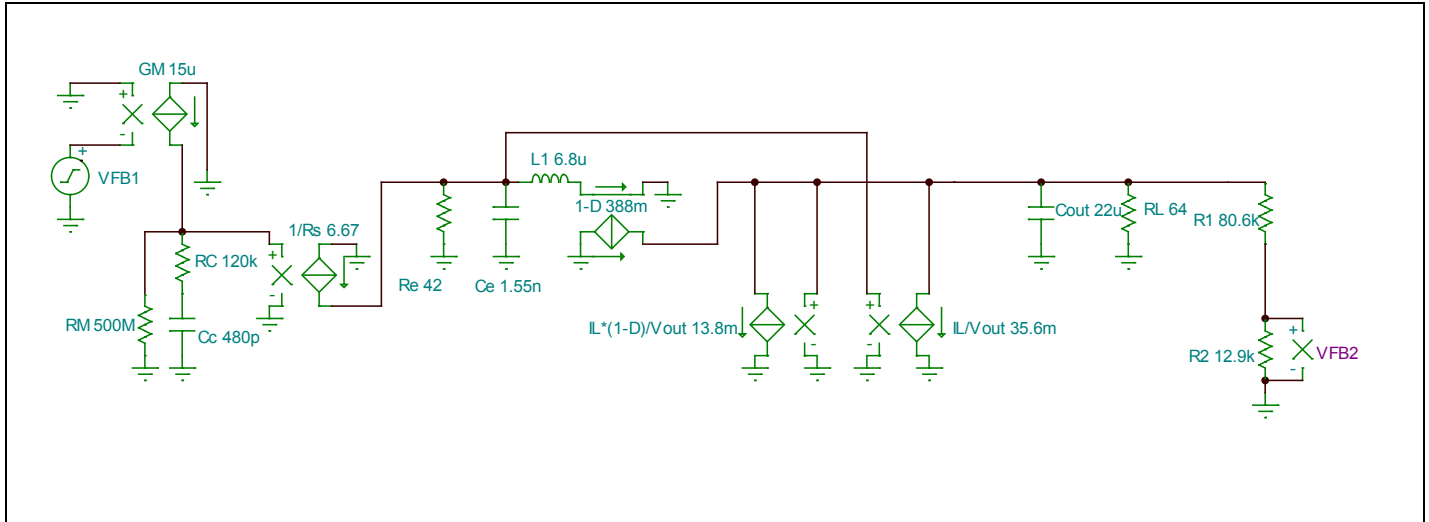 GM 15u
VFB1
L1 6.8u
1-D 388m
1/Rs 6.67
RC 120k
Cout 22u
RL 64
R1 80.6k
Re 42
Ce 1.55n
RM 500M
Cc 480p
IL*(1-D)/Vout 13.8m
IL/Vout 35.6m
R2 12.9k
VFB2